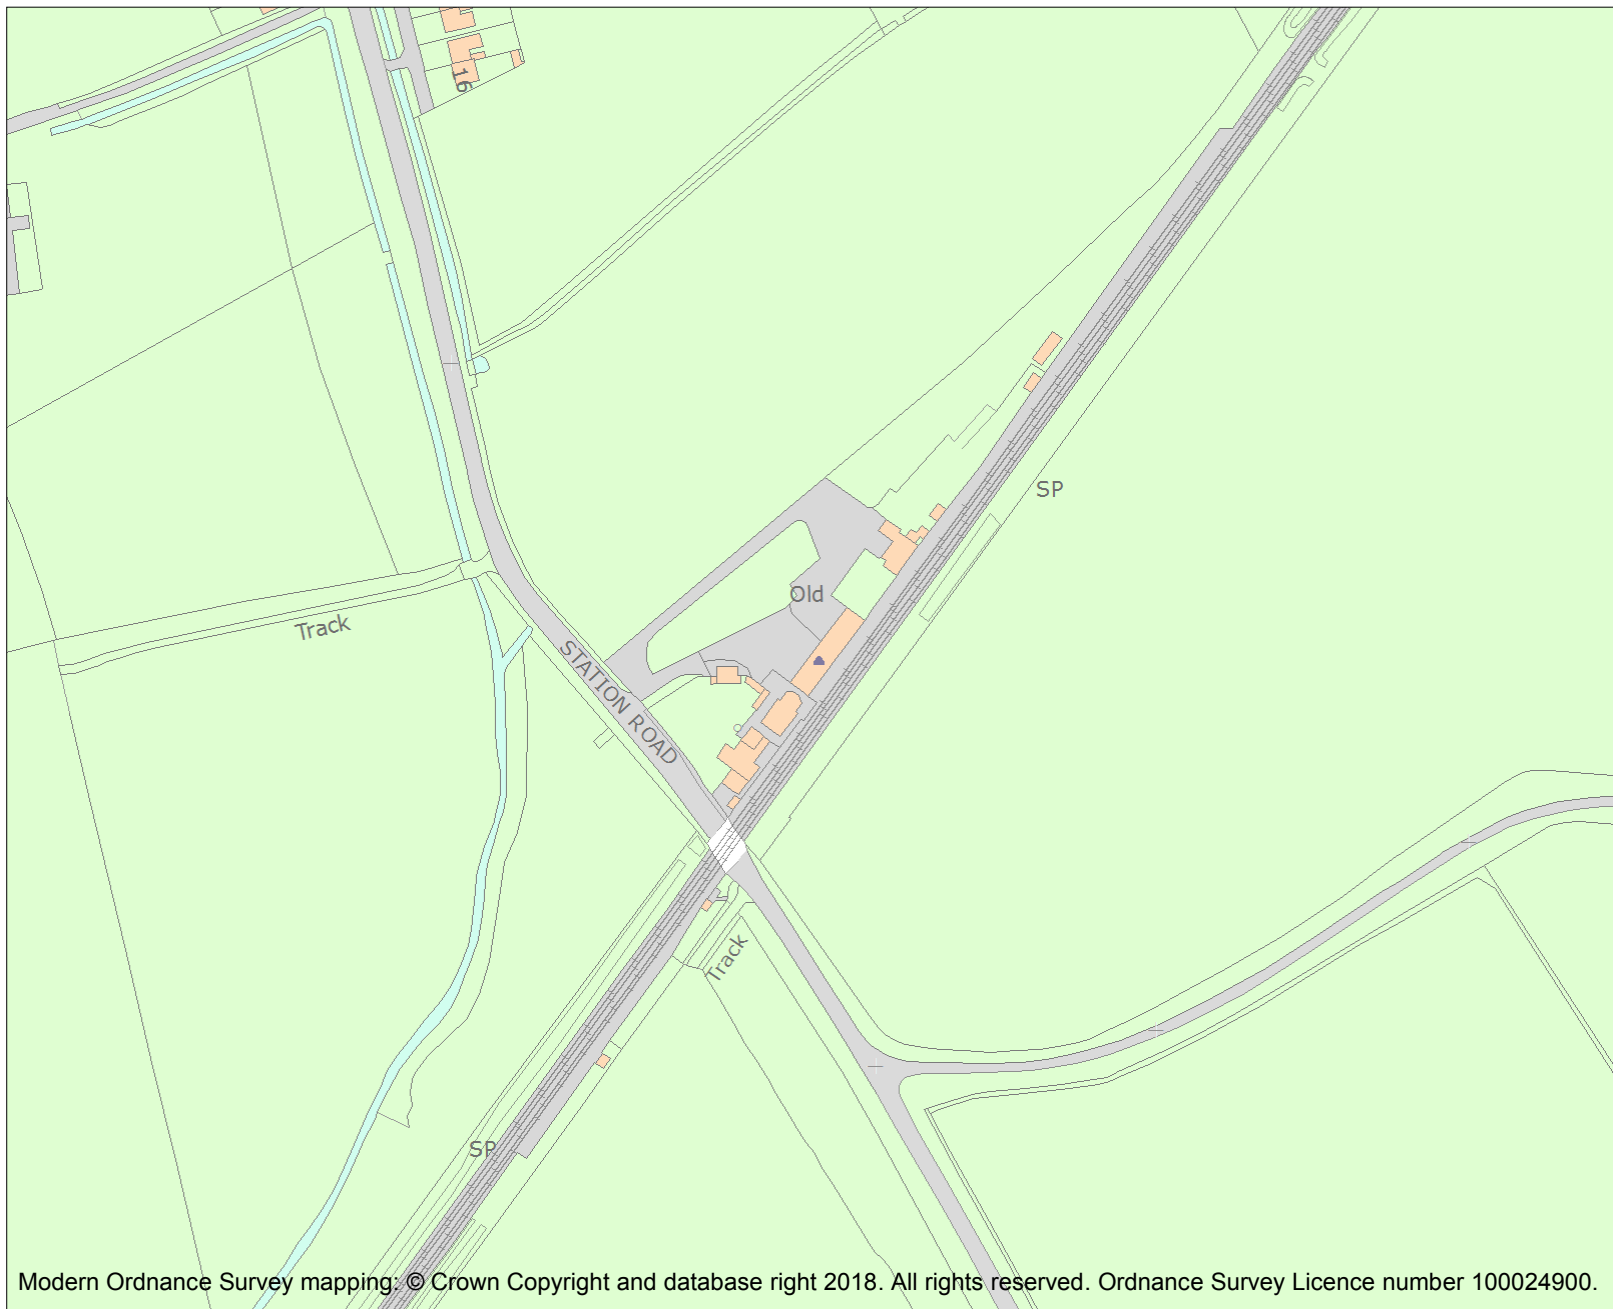 16
SP
Old
Track
STATION ROAD
Track
SP
Modern Ordnance Survey mapping: © Crown Copyright and database right 2018. All rights reserved. Ordnance Survey Licence number 100024900.